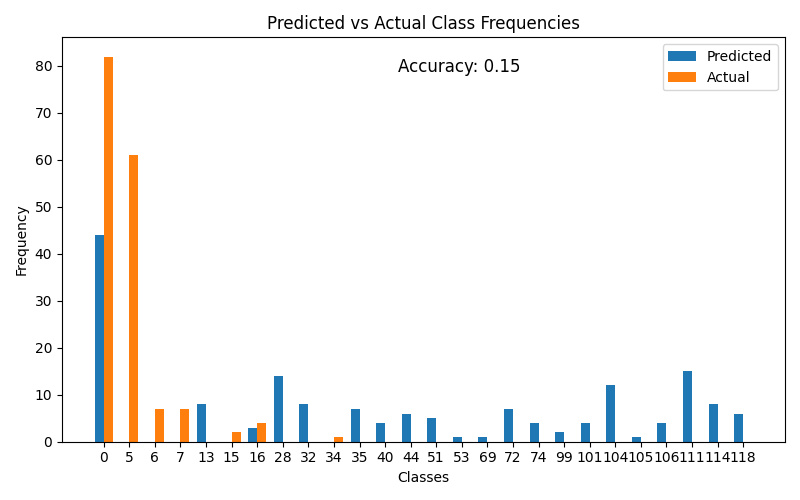 Predicted vs Actual Class Frequencies
Accuracy: 0.15
Predicted
Actual
Frequency
80
70
60
50
40
30
20
10
0
0 5 6 7 13 15 16 28 32 34 35 40 44 51 53 69 72 74 99 101 104 105 106 111 114 118
Classes